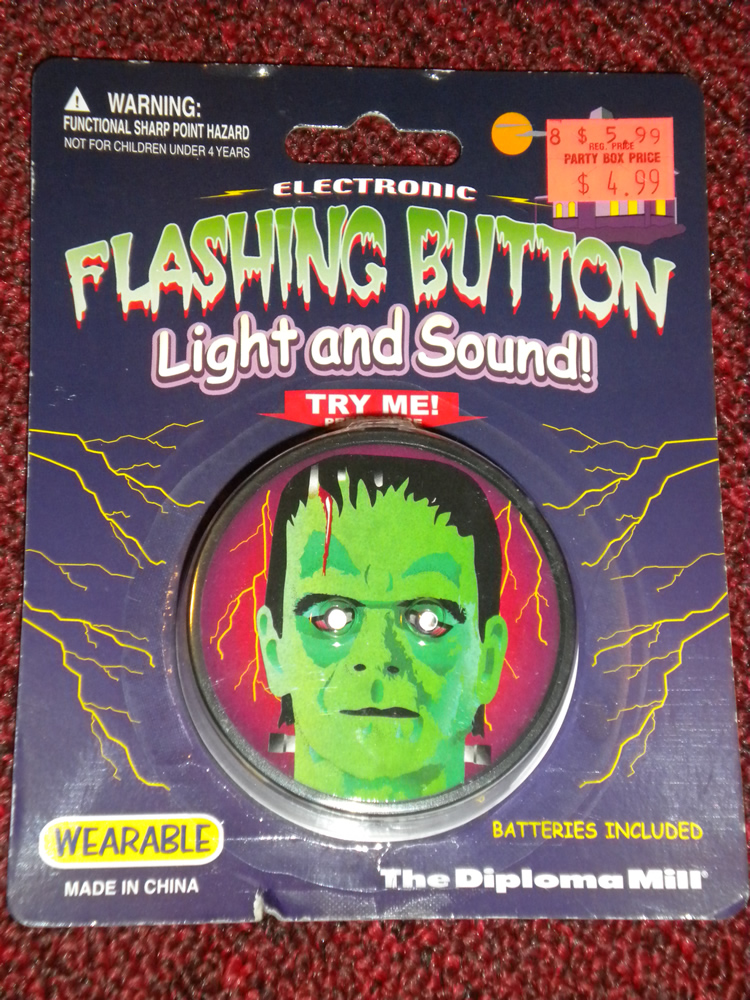 WARNING:
FUNCTIONAL SHARP POINT HAZARD
NOT FOR CHILDREN UNDER 4 YEARS
8 $ 5.99
REG. PRICE
PARTY BOX PRICE
$ 4.99
ELECTRONIC
FLASHING BUTTON
Light and Sound!
TRY ME!
WEARABLE
BATTERIES INCLUDED
MADE IN CHINA
The Diploma Mill